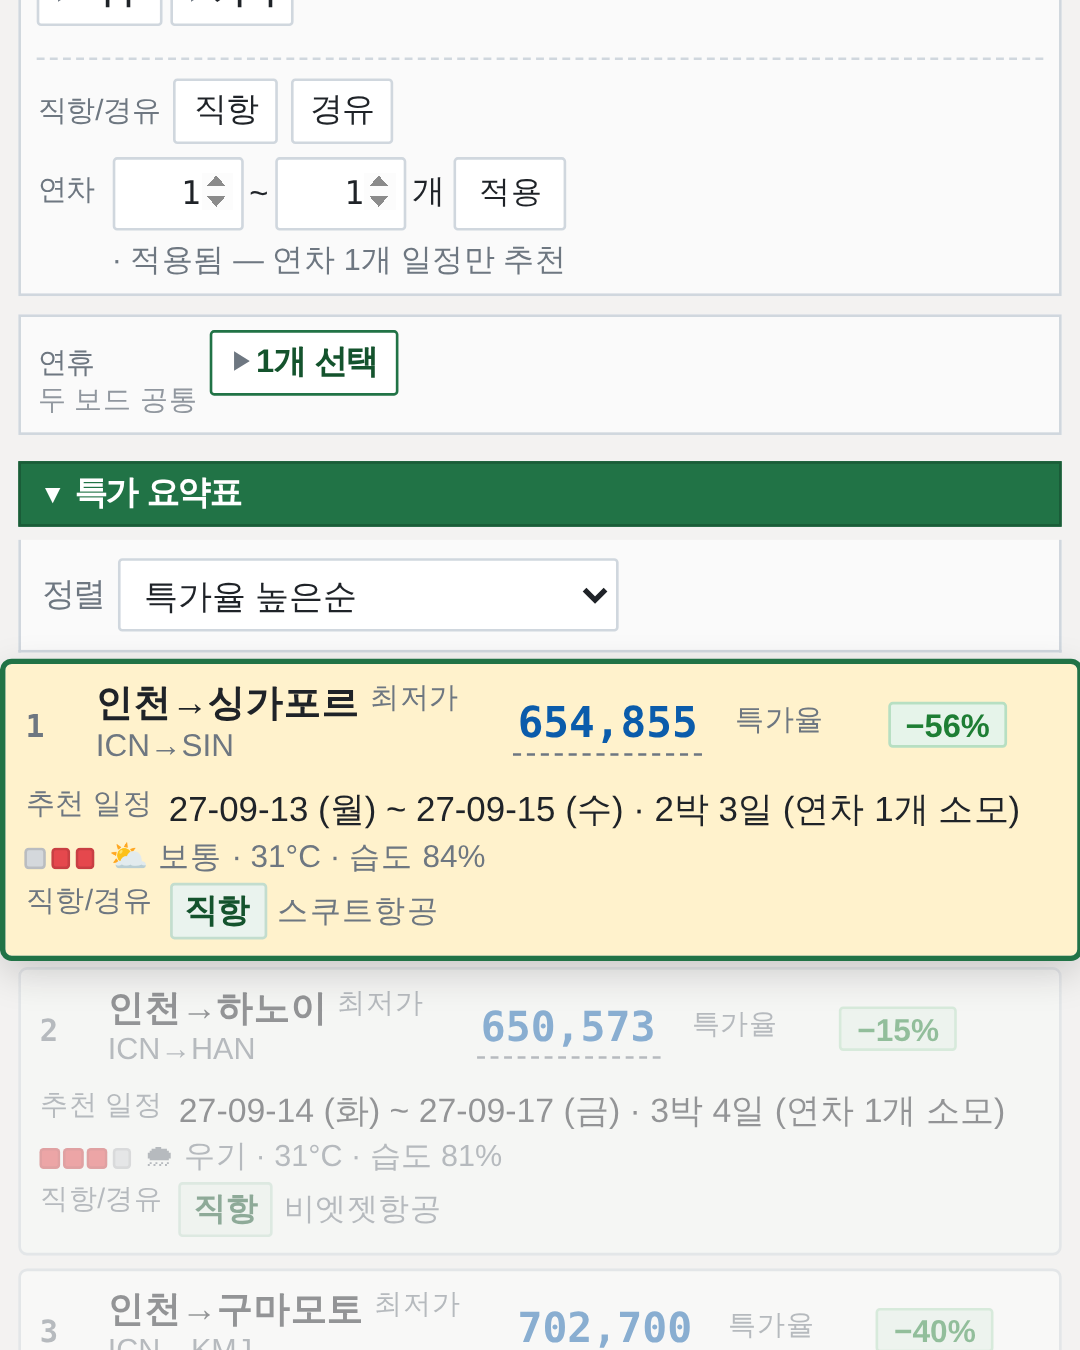 직항/경유 직항 경유
연차 1 ~ 1 개 적용
· 적용됨 — 연차 1개 일정만 추천
연휴 ▶ 1개 선택
두 보드 공통
▼ 특가 요약표
정렬 특가율 높은순
1 인천→싱가포르 최저가 654,855 특가율 −56%
ICN→SIN
추천 일정 27-09-13 (월) ~ 27-09-15 (수) · 2박 3일 (연차 1개 소모)
⛅ 보통 · 31°C · 습도 84%
직항/경유 직항 스쿠트항공
2 인천→하노이 최저가 650,573 특가율 −15%
ICN→HAN
추천 일정 27-09-14 (화) ~ 27-09-17 (금) · 3박 4일 (연차 1개 소모)
🌧 우기 · 31°C · 습도 81%
직항/경유 직항 비엣젯항공
3 인천→구마모토 최저가 702,700 특가율 −40%